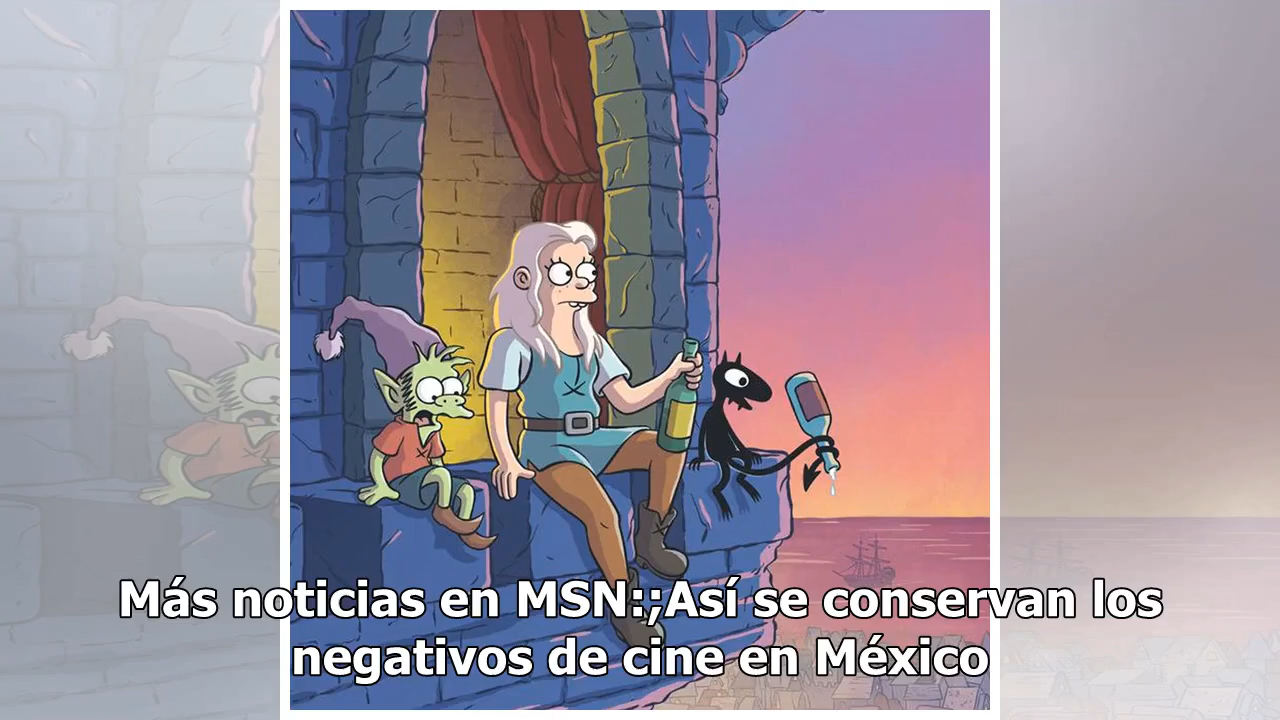 Más noticias en MSN:;Así se conservan los
negativos de cine en México